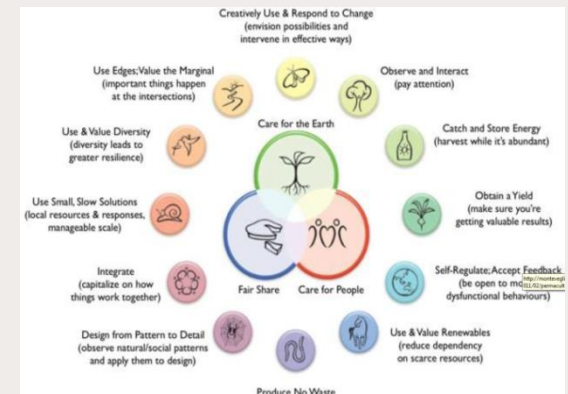 Creatively Use & Respond to Change
(envision possibilities and
intervene in effective ways)
Use Edges; Value the Marginal
(important things happen
at the intersections)
Observe and Interact
(pay attention)
Care for the Earth
Use & Value Diversity
(diversity leads to
greater resilience)
Catch and Store Energy
(harvest while it's abundant)
Use Small, Slow Solutions
(local resources & responses,
manageable scale)
Obtain a Yield
(make sure you're
getting valuable results)
Integrate
(capitalize on how
things work together)
Fair Share
Care for People
Self-Regulate; Accept Feedback
(be open to
dysfunctional behaviours)
Design from Pattern to Detail
(observe natural/social patterns
and apply them to design)
Use & Value Renewables
(reduce dependency
on scarce resources)
Produce No Waste